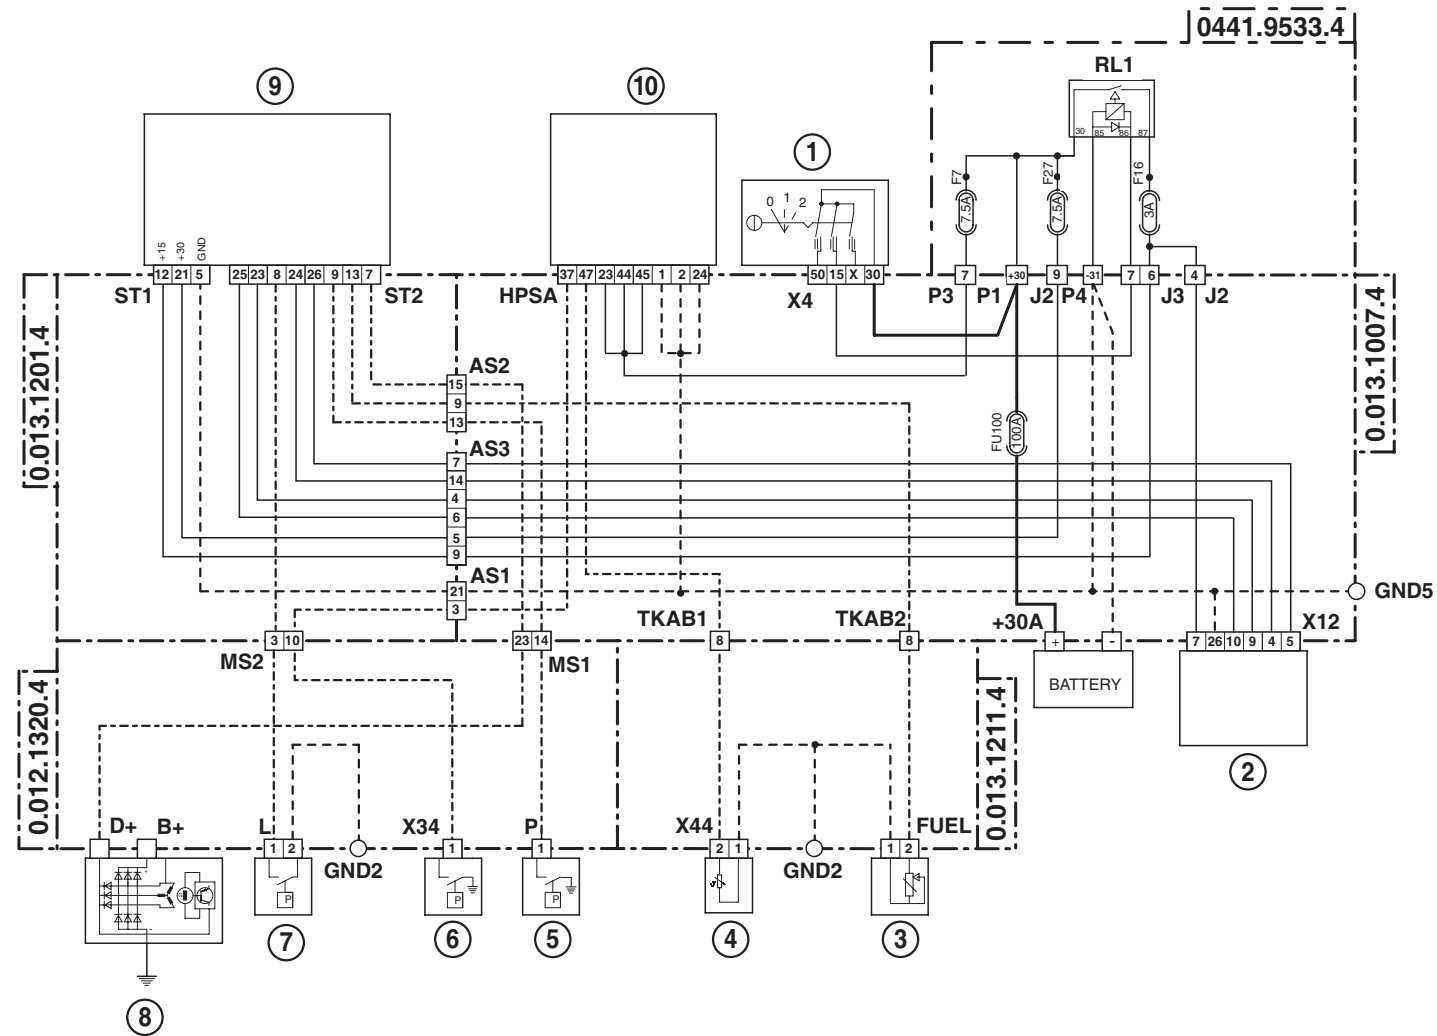 0441.9533.4
RL1
9
10
1
30 85 86 87
F7
F27
F16
7.5A
7.5A
3A
0 1 2
+15
+30
GND
12 21 5
25 23 8 24 26 9 13 7
37 47 23 44 45 1 2 24
50 15 X 30
7
+30
9
-31
7 6
4
ST1
ST2
HPSA
X4
P3
P1
J2
P4
J3
J2
0.013.1201.4
0.013.1007.4
AS2
15
9
13
FU100
100A
AS3
7
14
4
6
5
9
AS1
21
3
GND5
TKAB1
TKAB2
+30A
X12
3 10
23 14
8
8
+
-
7 26 10 9 4 5
MS2
MS1
BATTERY
0.012.1320.4
0.013.1211.4
2
D+
B+
L
X34
P
X44
FUEL
1 2
1
1
2 1
1 2
GND2
GND2
P
P
P
G
+
-
7
6
5
4
3
8